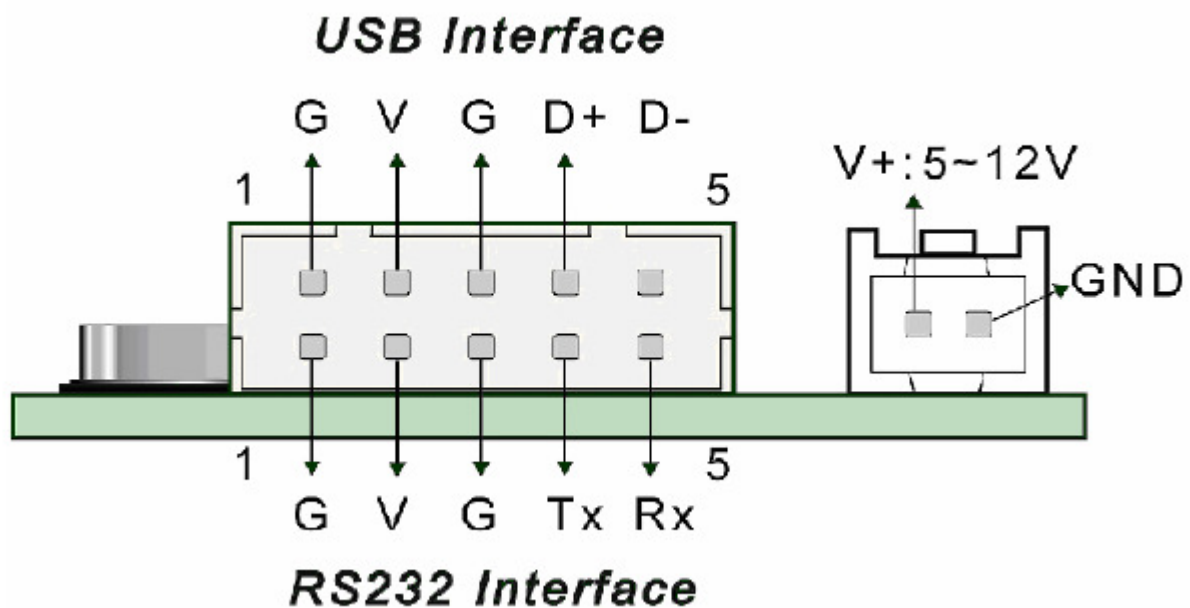 USB Interface
G V G D+ D-
1 5
V+:5~12V
GND
1 5
G V G Tx Rx
RS232 Interface